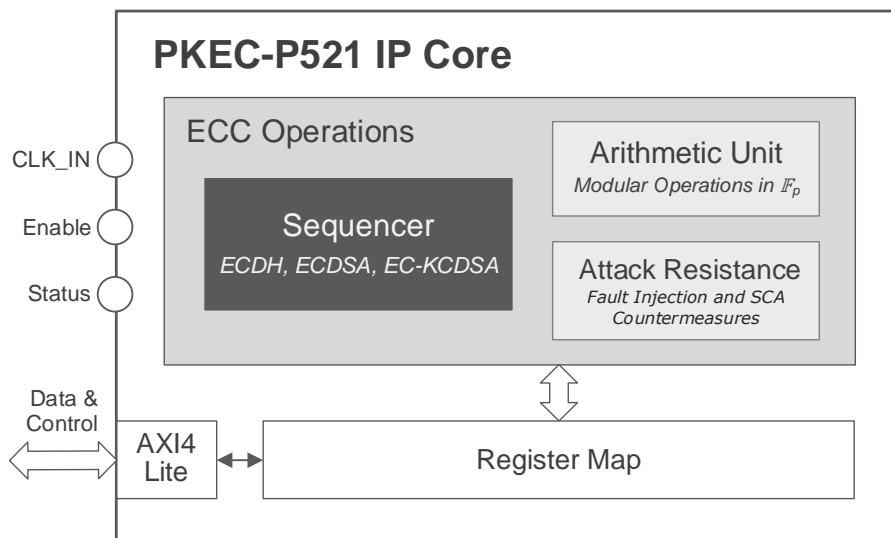 PKEC-P521 IP Core
ECC Operations
CLK_IN
Enable
Status
Sequencer
ECDH, ECDSA, EC-KCDSA
Arithmetic Unit
Modular Operations in 𝔽p
Attack Resistance
Fault Injection and SCA
Countermeasures
Data &
Control
AXI4
Lite
Register Map